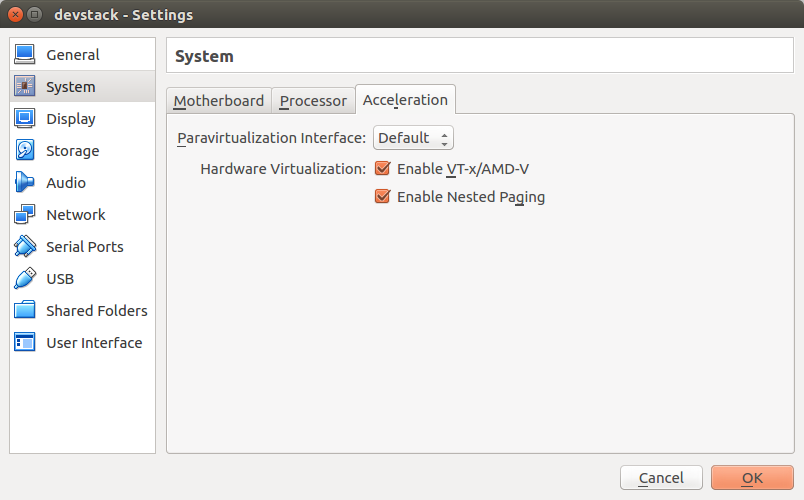 devstack - Settings
General
System
Display
Storage
Audio
Network
Serial Ports
USB
Shared Folders
User Interface
System
Motherboard Processor Acceleration
Paravirtualization Interface: Default
Hardware Virtualization: Enable VT-x/AMD-V
Enable Nested Paging
Cancel OK